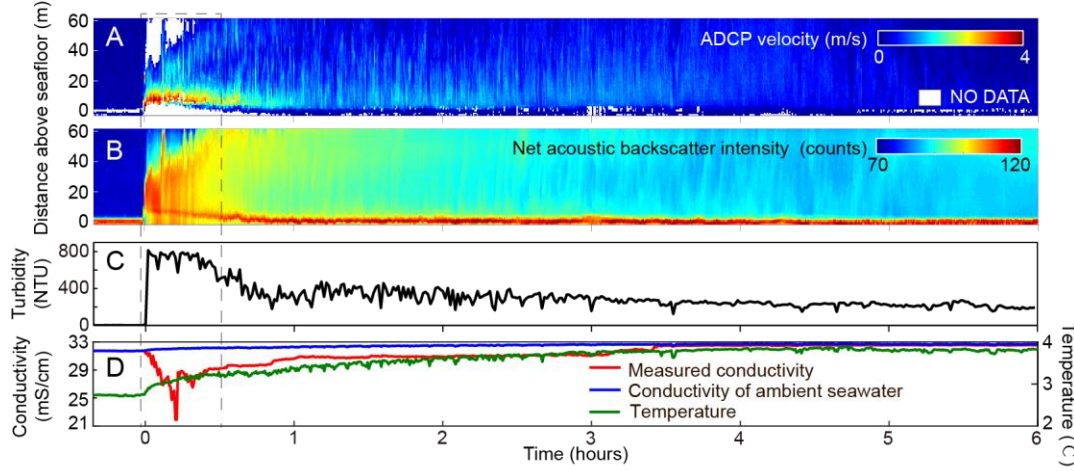 A
60
40
20
0
Distance above seafloor (m)
ADCP velocity (m/s)
0
4
NO DATA
B
60
40
20
0
Net acoustic backscatter intensity (counts)
70
120
C
800
400
0
Turbidity
(NTU)
D
33
29
25
21
Conductivity
mS/cm)
Measured conductivity
Conductivity of ambient seawater
Temperature
4
3
2
Temperature ( C)
0
1
2
3
4
5
6
Time (hours)